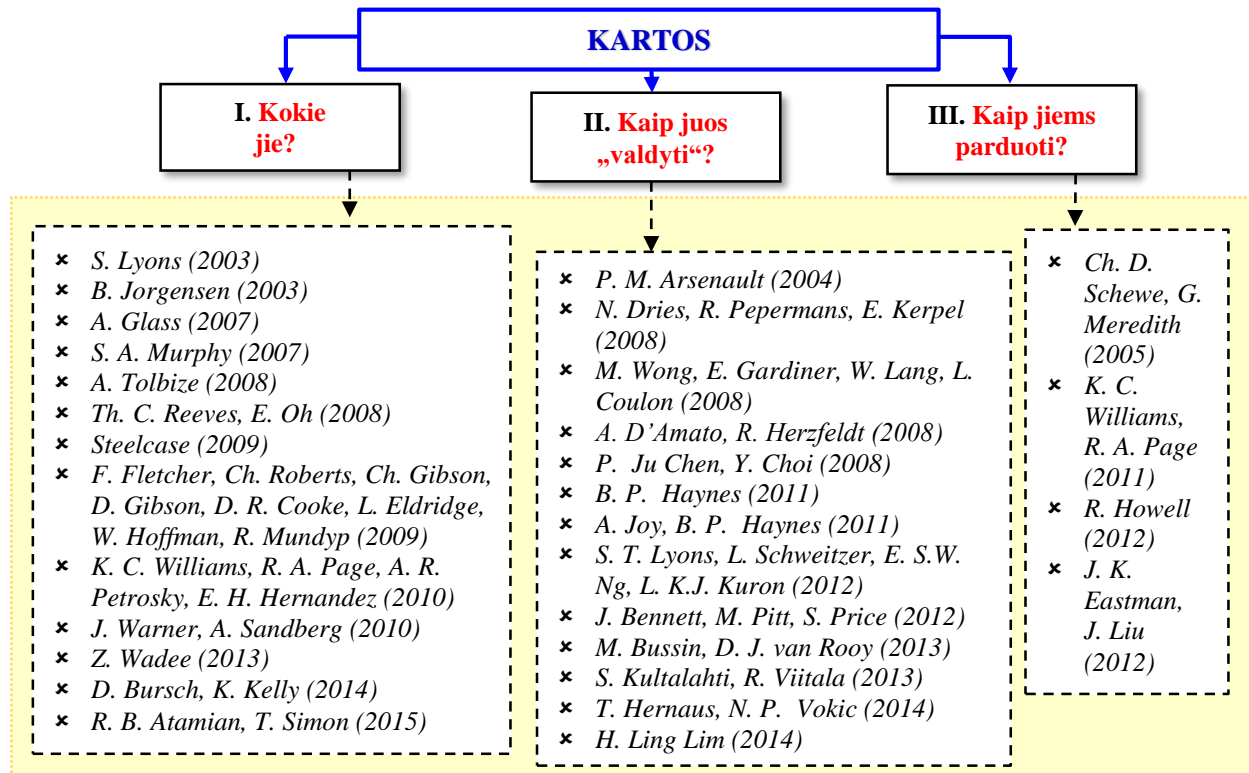 KARTOS
I. Kokie
jie?
II. Kaip juos
„valdyti“?
III. Kaip jiems
parduoti?
× S. Lyons (2003)
× B. Jorgensen (2003)
× A. Glass (2007)
× S. A. Murphy (2007)
× A. Tolbize (2008)
× Th. C. Reeves, E. Oh (2008)
× Steelcase (2009)
× F. Fletcher, Ch. Roberts, Ch. Gibson,
D. Gibson, D. R. Cooke, L. Eldridge,
W. Hoffman, R. Mundyp (2009)
× K. C. Williams, R. A. Page, A. R.
Petrosky, E. H. Hernandez (2010)
× J. Warner, A. Sandberg (2010)
× Z. Wadee (2013)
× D. Bursch, K. Kelly (2014)
× R. B. Atamian, T. Simon (2015)
× P. M. Arsenault (2004)
× N. Dries, R. Pepermans, E. Kerpel
(2008)
× M. Wong, E. Gardiner, W. Lang, L.
Coulon (2008)
× A. D’Amato, R. Herzfeldt (2008)
× P. Ju Chen, Y. Choi (2008)
× B. P. Haynes (2011)
× A. Joy, B. P. Haynes (2011)
× S. T. Lyons, L. Schweitzer, E. S.W.
Ng, L. K.J. Kuron (2012)
× J. Bennett, M. Pitt, S. Price (2012)
× M. Bussin, D. J. van Rooy (2013)
× S. Kultalahti, R. Viitala (2013)
× T. Hernaus, N. P. Vokic (2014)
× H. Ling Lim (2014)
× Ch. D.
Schewe, G.
Meredith
(2005)
× K. C.
Williams,
R. A. Page
(2011)
× R. Howell
(2012)
× J. K.
Eastman,
J. Liu
(2012)